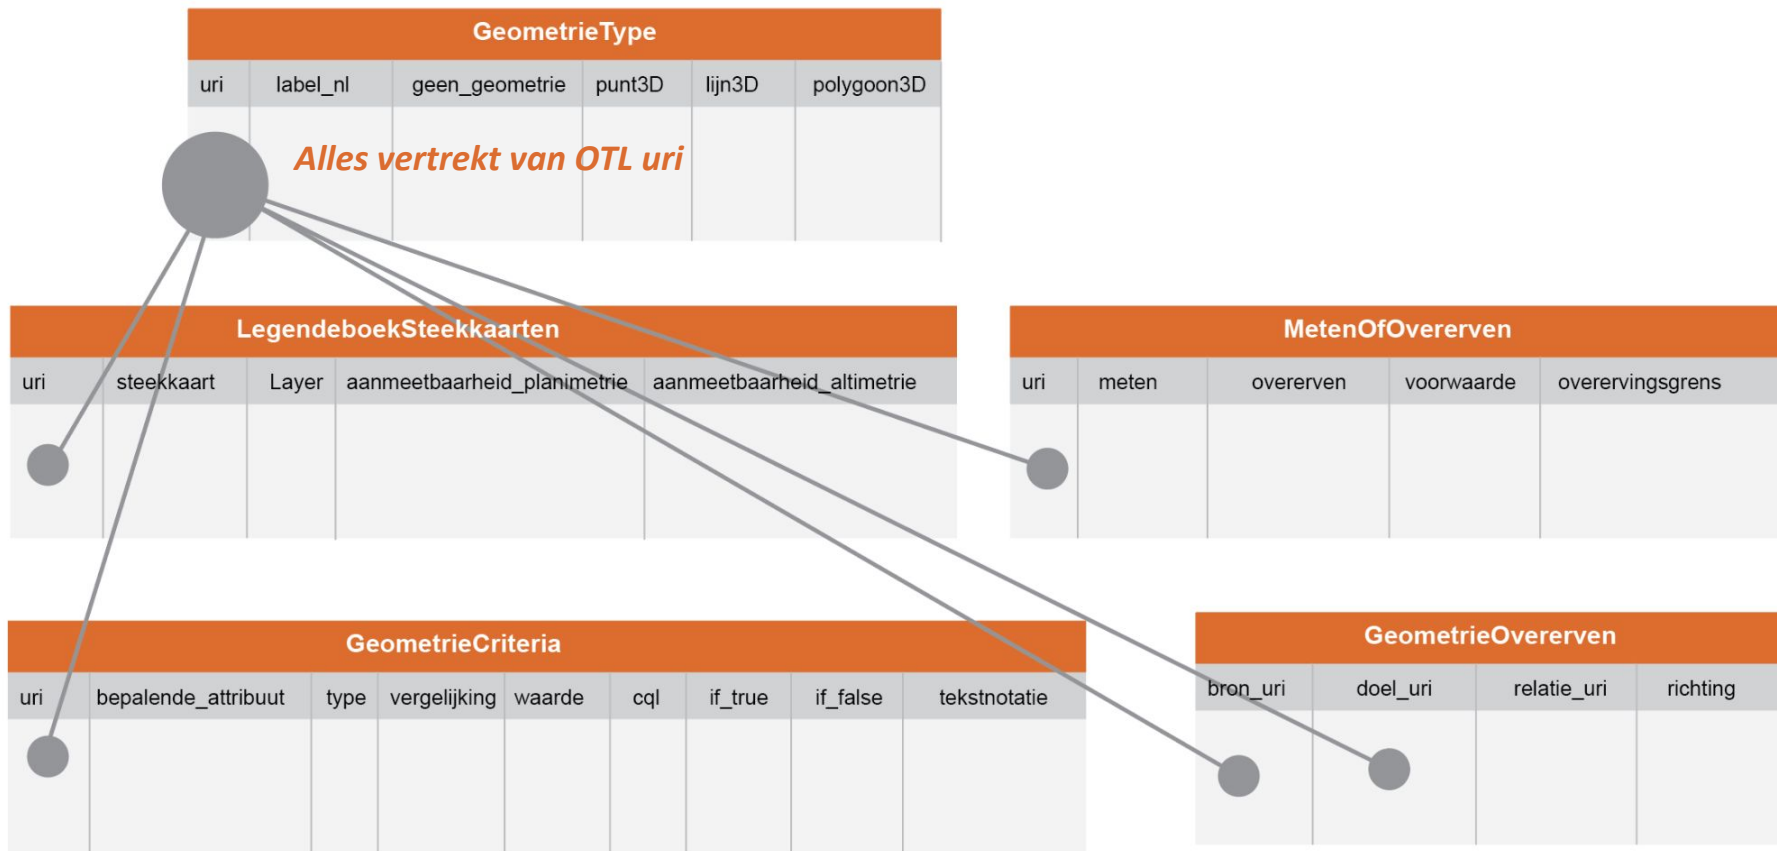 GeometrieType
uri label_nl geen_geometrie punt3D lijn3D polygoon3D
Alles vertrekt van OTL uri
LegendeboekSteekkaarten
uri steekkaart Layer aanmeetbaarheid_planimetrie aanmeetbaarheid_altimetrie
MetenOfOvererven
uri meten overerven voorwaarde overervingsgrens
GeometrieCriteria
uri bepalende_attribuut type vergelijking waarde cql if_true if_false tekstnotatie
GeometrieOvererven
bron_uri doel_uri relatie_uri richting